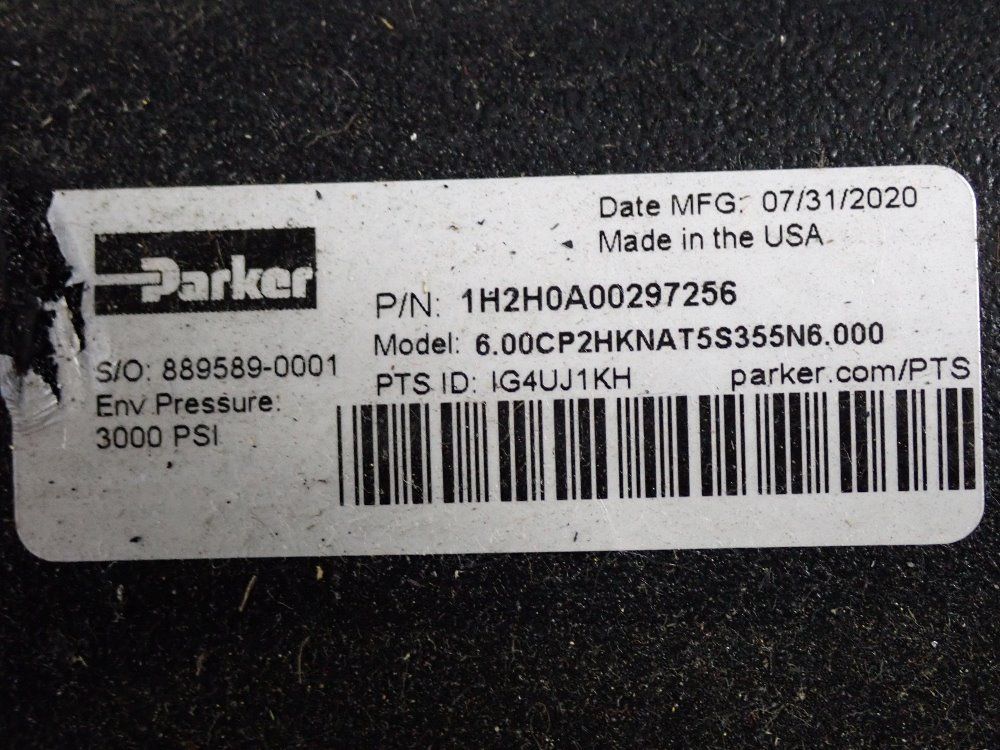 Date MFG: 07/31/2020
Made in the USA
Parker
P/N: 1H2H0A00297256
Model: 6.00CP2HKNAT5S355N6.000
S/O: 889589-0001
PTS ID: IG4UJ1KH parker.com/PTS
Env Pressure:
3000 PSI